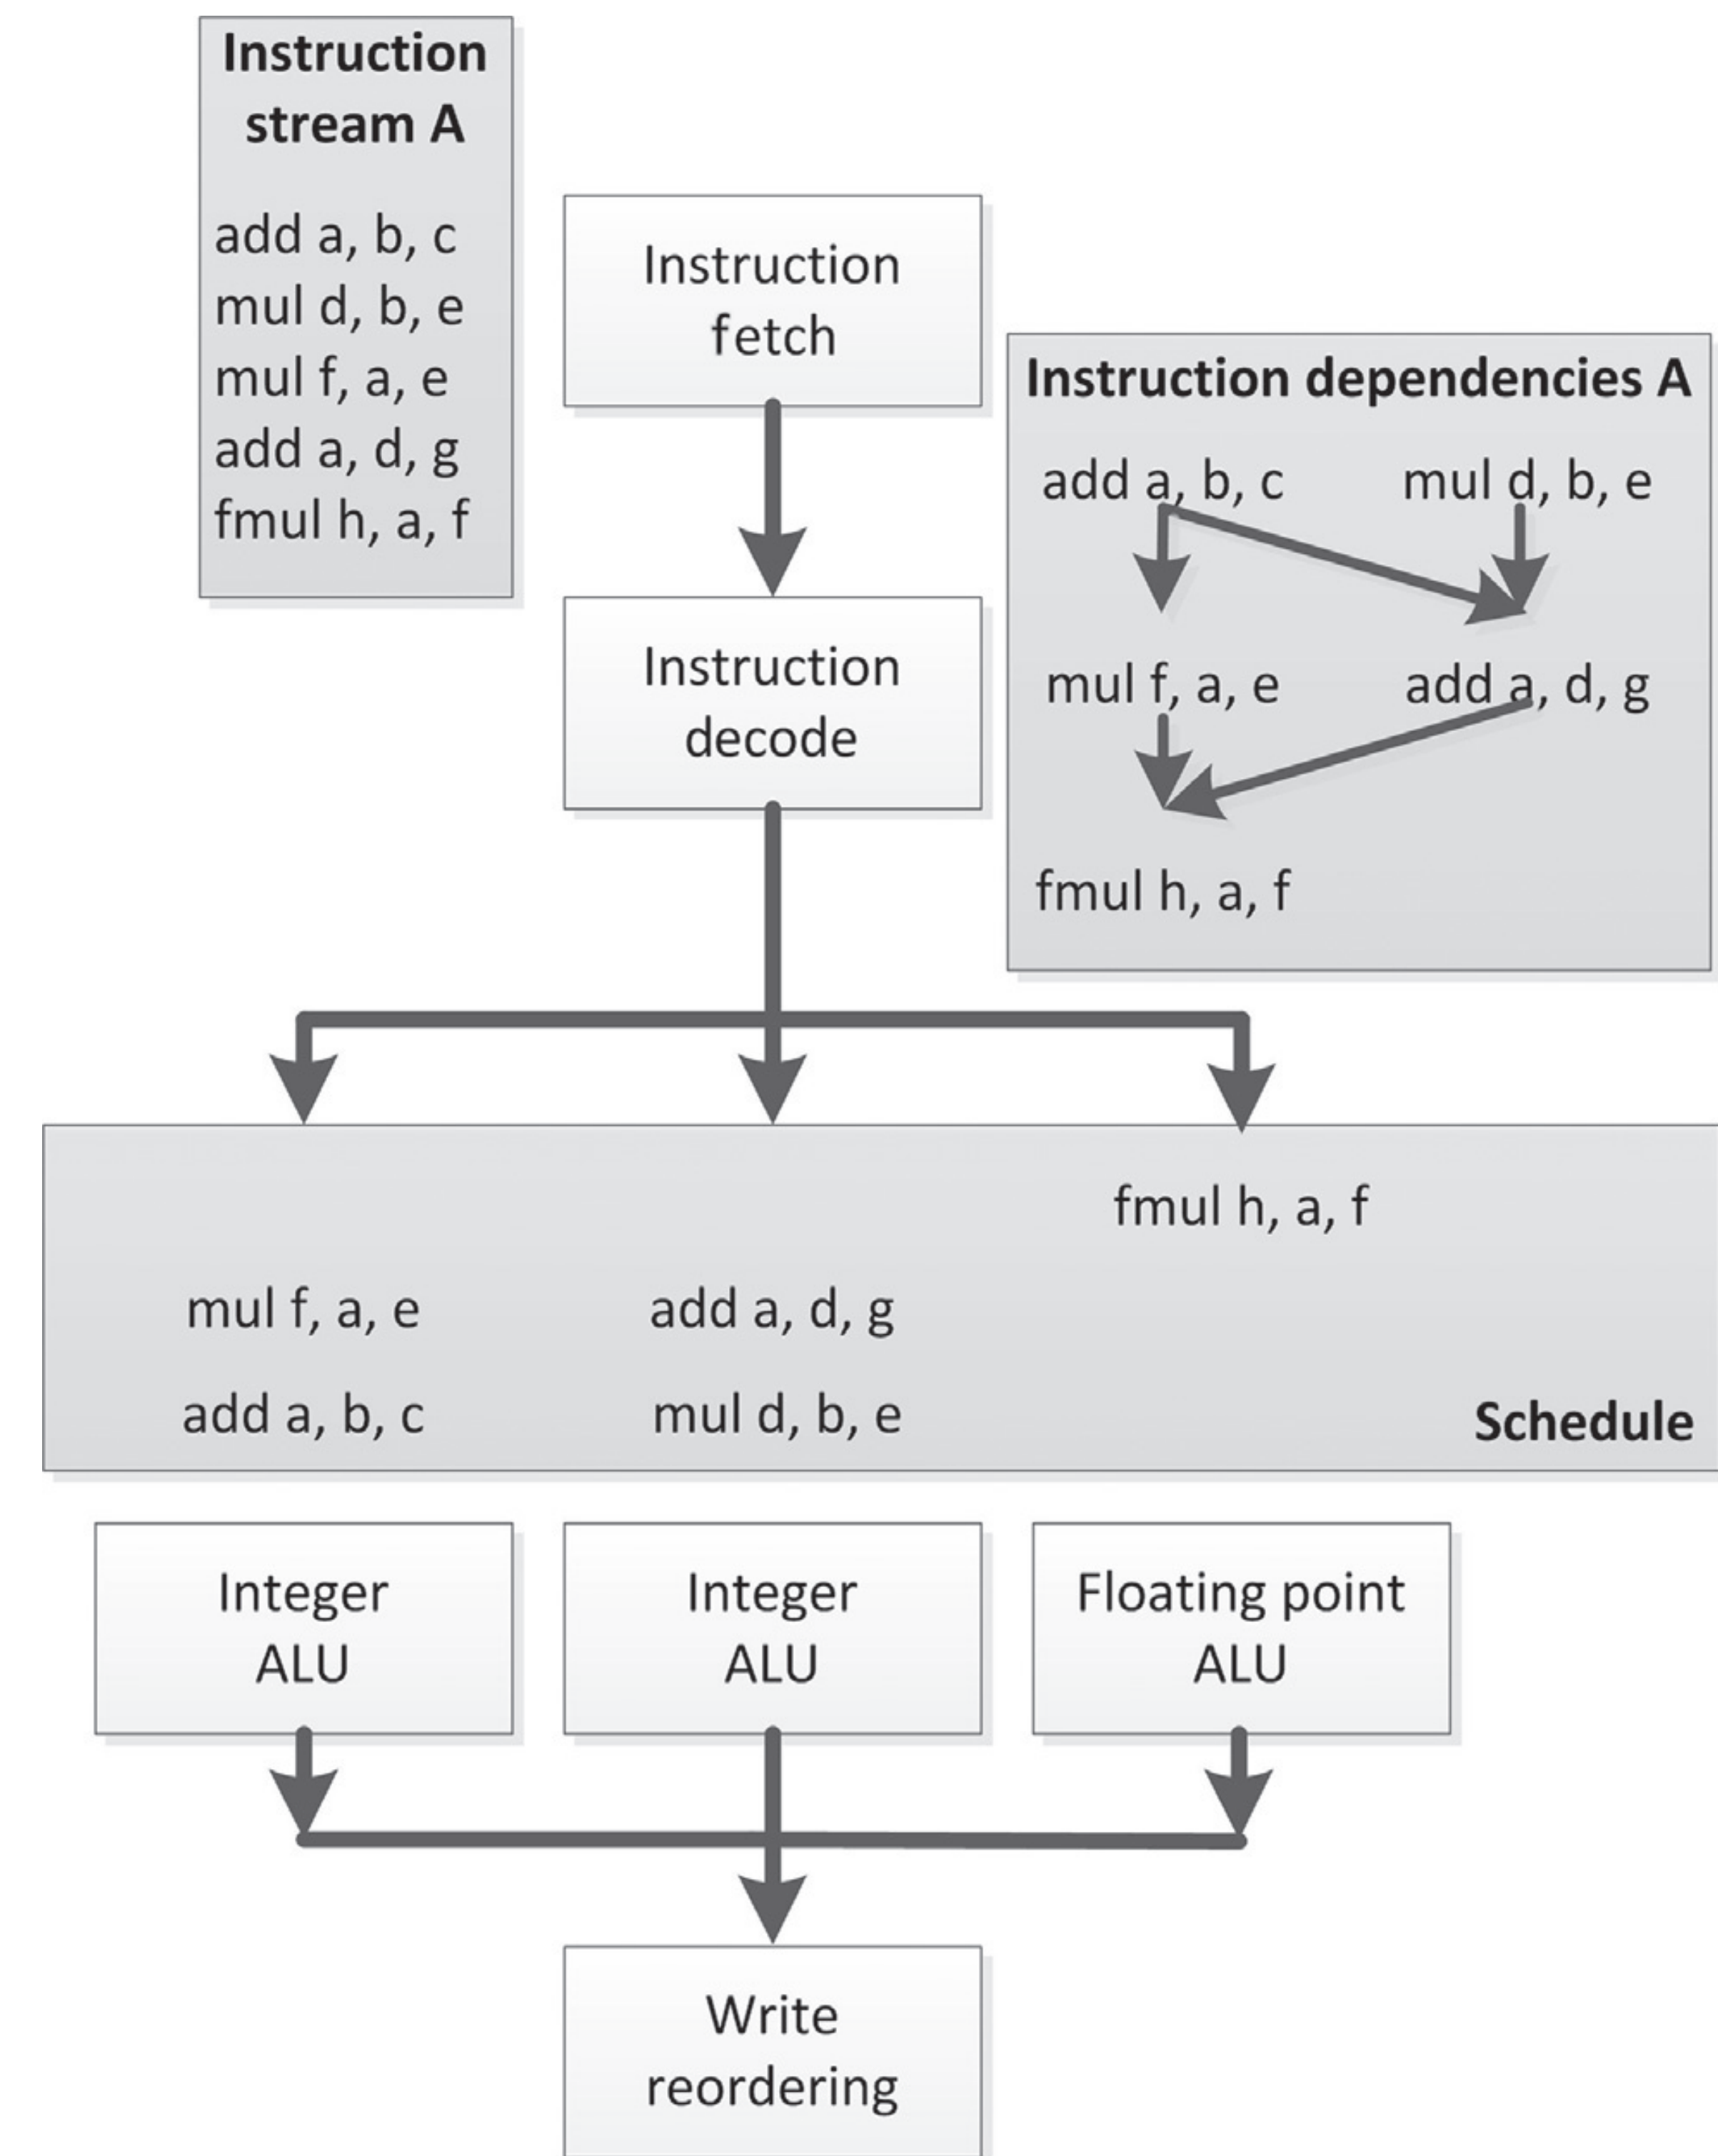 Instruction
stream A
add a, b, c
mul d, b, e
mul f, a, e
add a, d, g
fmul h, a, f
Instruction
fetch
Instruction
decode
Instruction dependencies A
add a, b, c
mul d, b, e
mul f, a, e
add a, d, g
fmul h, a, f
fmul h, a, f
mul f, a, e
add a, d, g
add a, b, c
mul d, b, e
Schedule
Integer
ALU
Integer
ALU
Floating point
ALU
Write
reordering